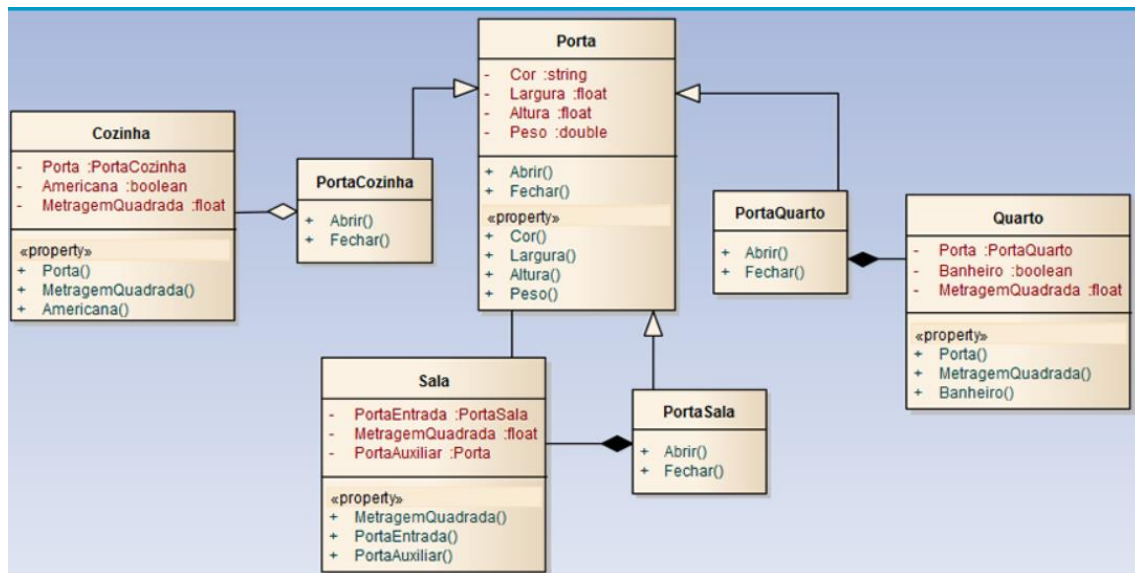 Porta
- Cor :string
- Largura :float
- Altura :float
- Peso :double
+ Abrir()
+ Fechar()
«property»
+ Cor()
+ Largura()
+ Altura()
+ Peso()
Cozinha
- Porta :PortaCozinha
- Americana :boolean
- MetragemQuadrada :float
«property»
+ Porta()
+ MetragemQuadrada()
+ Americana()
PortaCozinha
+ Abrir()
+ Fechar()
PortaQuarto
+ Abrir()
+ Fechar()
Quarto
- Porta :PortaQuarto
- Banheiro :boolean
- MetragemQuadrada :float
«property»
+ Porta()
+ MetragemQuadrada()
+ Banheiro()
Sala
- PortaEntrada :PortaSala
- MetragemQuadrada :float
- PortaAuxiliar :Porta
«property»
+ MetragemQuadrada()
+ PortaEntrada()
+ PortaAuxiliar()
PortaSala
+ Abrir()
+ Fechar()